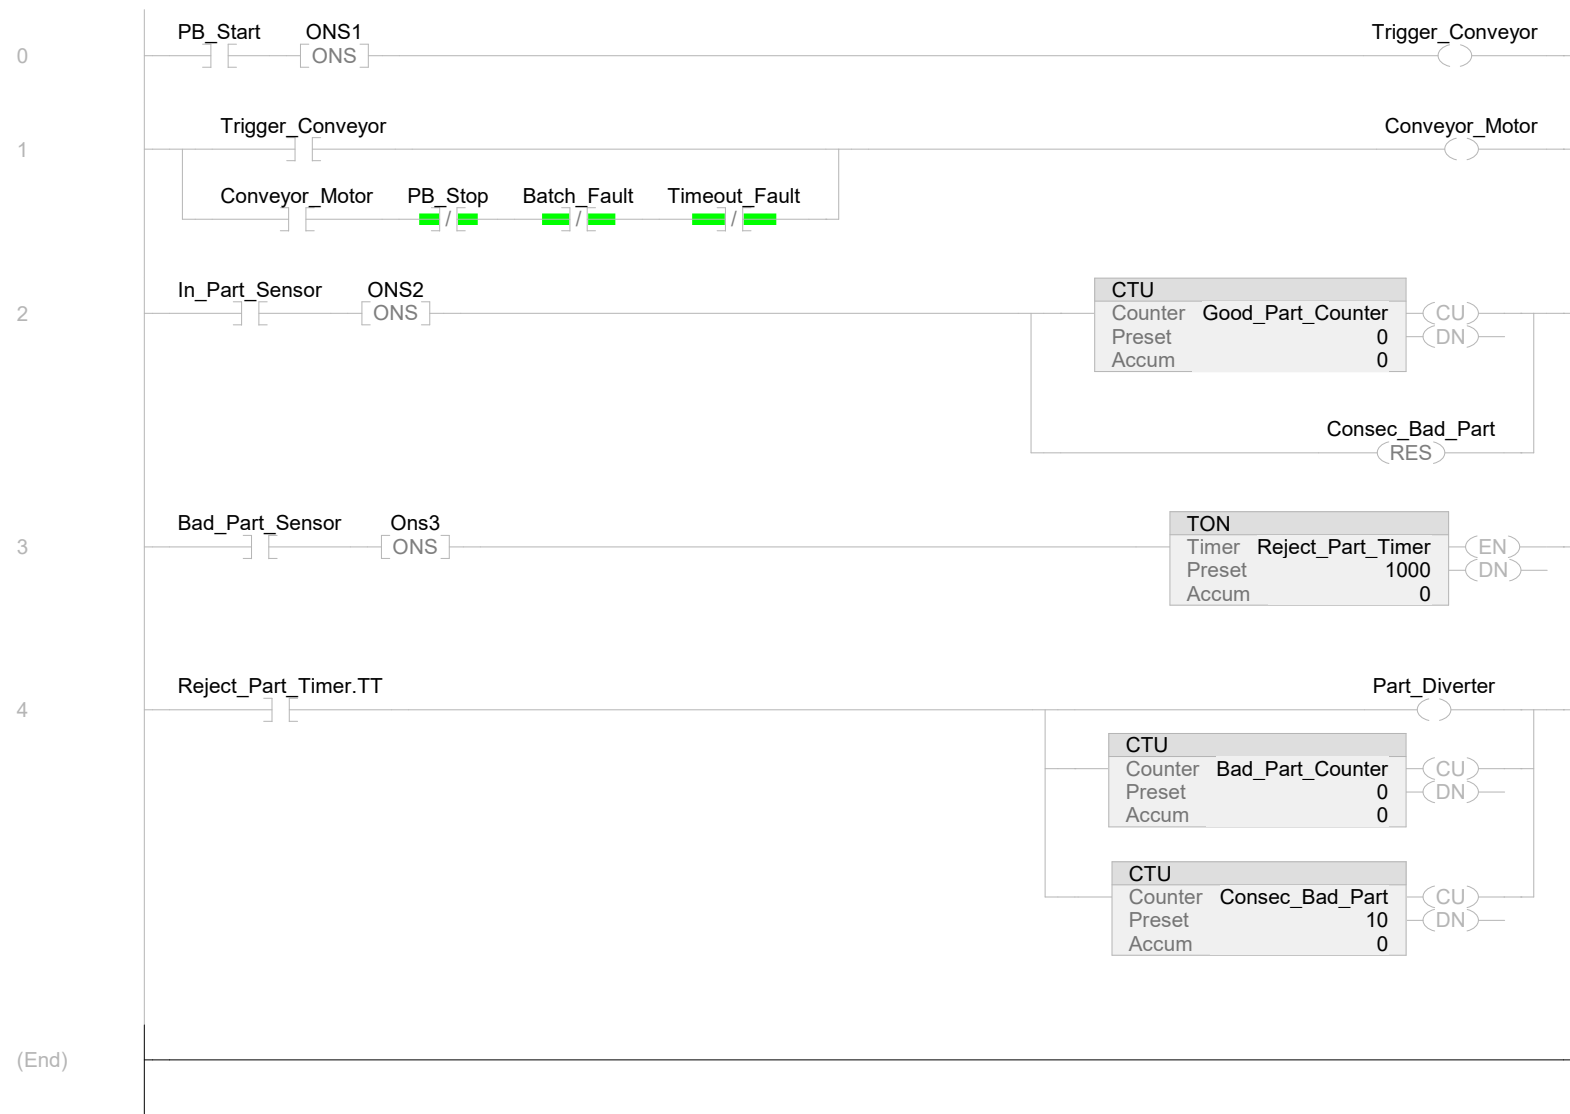 PB_Start ONS1 Trigger_Conveyor
0 ONS
Trigger_Conveyor Conveyor_Motor
1
Conveyor_Motor PB_Stop Batch_Fault Timeout_Fault
/ / /
In_Part_Sensor ONS2 CTU
2 ONS Counter Good_Part_Counter CU
Preset 0 DN
Accum 0
Consec_Bad_Part
RES
Bad_Part_Sensor Ons3 TON
3 ONS Timer Reject_Part_Timer EN
Preset 1000 DN
Accum 0
Reject_Part_Timer.TT Part_Diverter
4
CTU
Counter Bad_Part_Counter CU
Preset 0 DN
Accum 0
CTU
Counter Consec_Bad_Part CU
Preset 10 DN
Accum 0
(End)